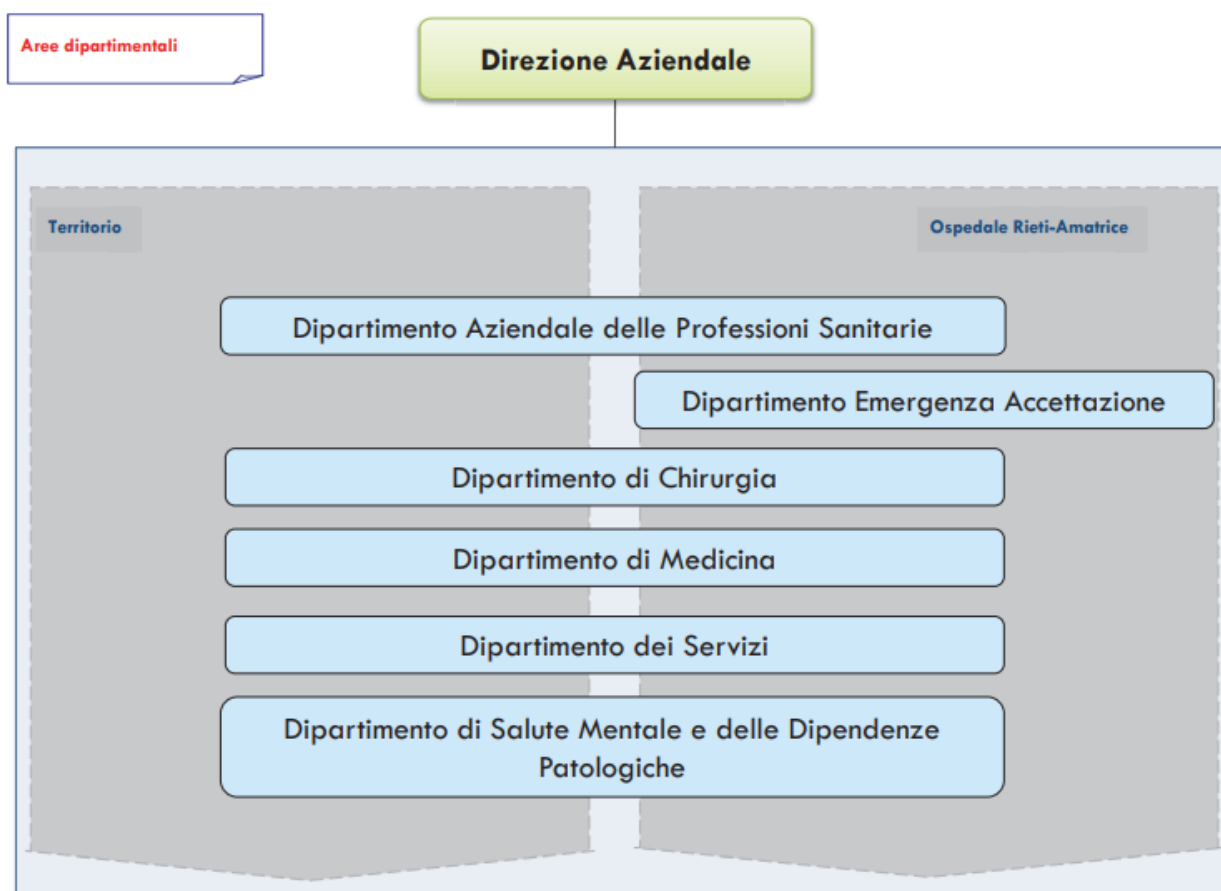 Aree dipartimentali
Direzione Aziendale
Territorio
Ospedale Rieti-Amatrice
Dipartimento Aziendale delle Professioni Sanitarie
Dipartimento Emergenza Accettazione
Dipartimento di Chirurgia
Dipartimento di Medicina
Dipartimento dei Servizi
Dipartimento di Salute Mentale e delle Dipendenze
Patologiche